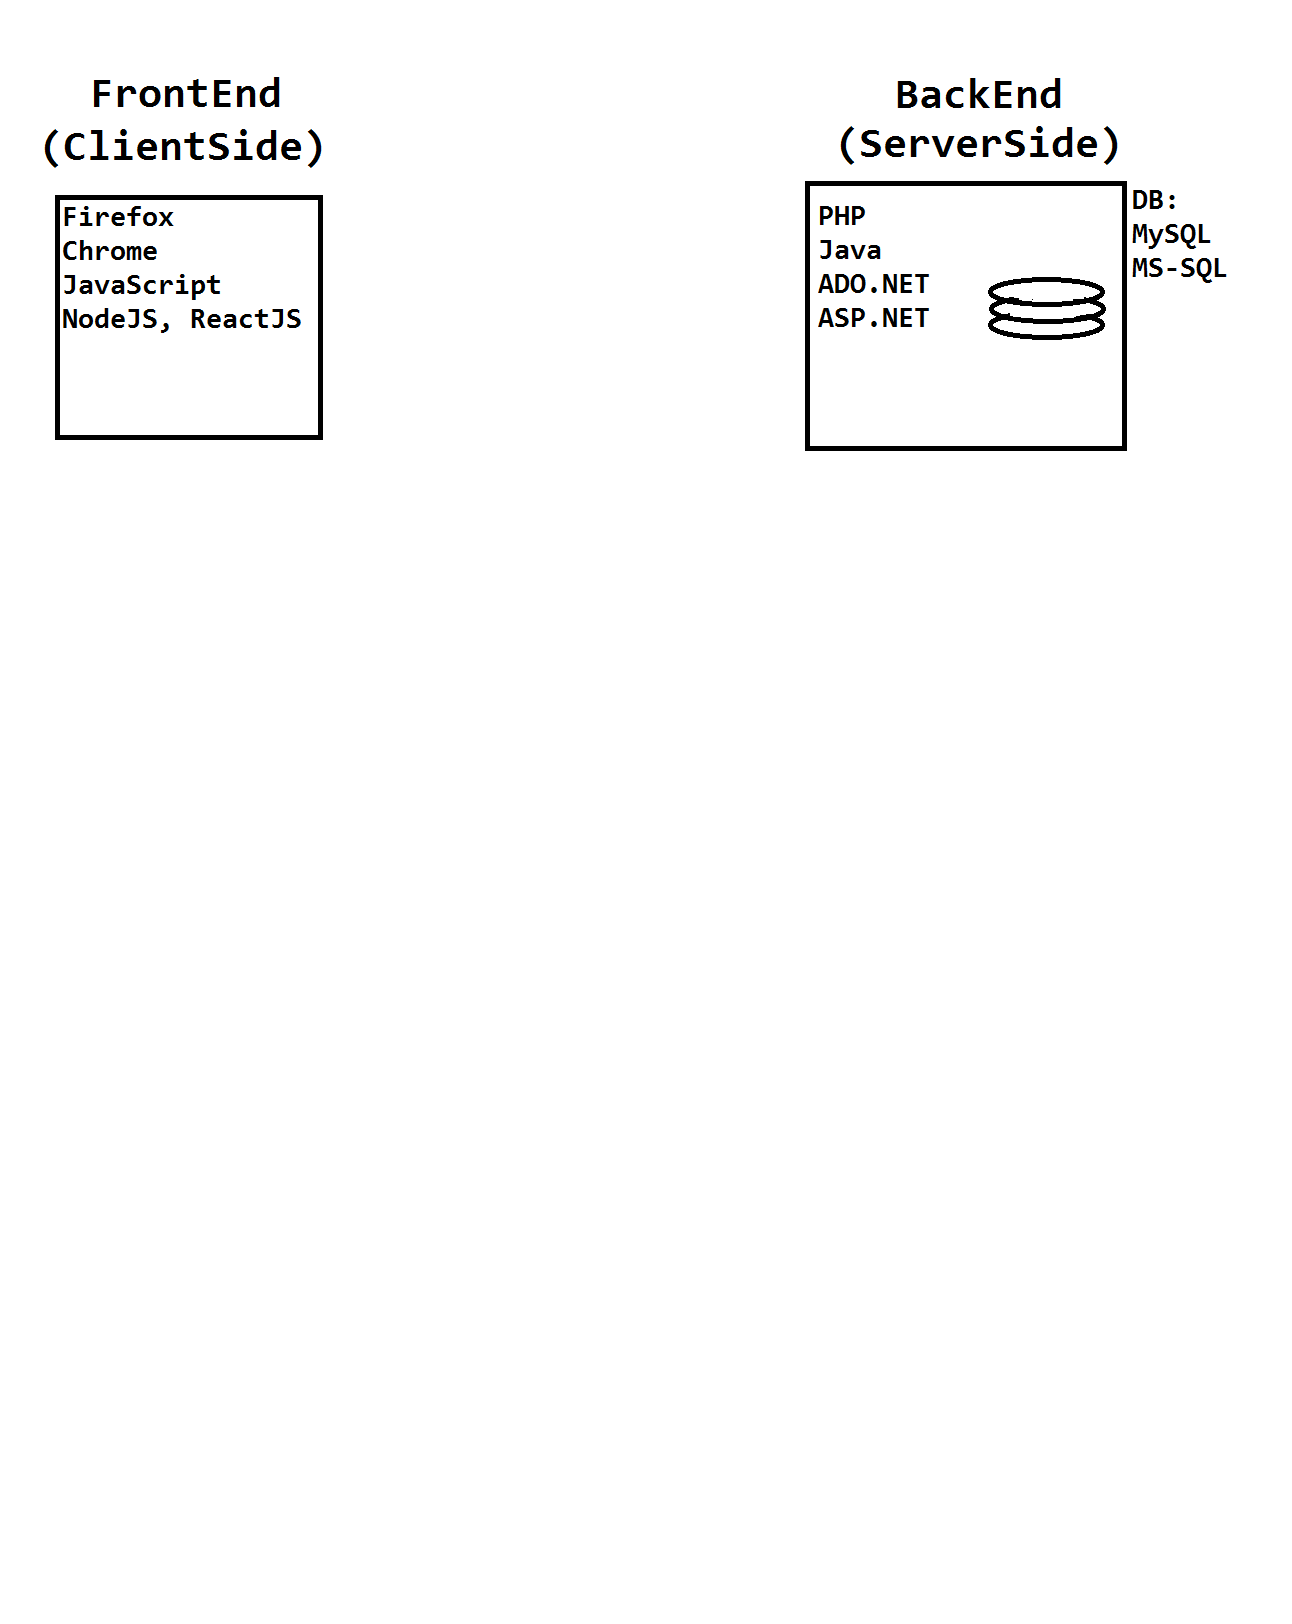 FrontEnd
(ClientSide)
Firefox
Chrome
JavaScript
NodeJS, ReactJS
BackEnd
(ServerSide)
PHP
Java
ADO.NET
ASP.NET
DB:
MySQL
MS-SQL